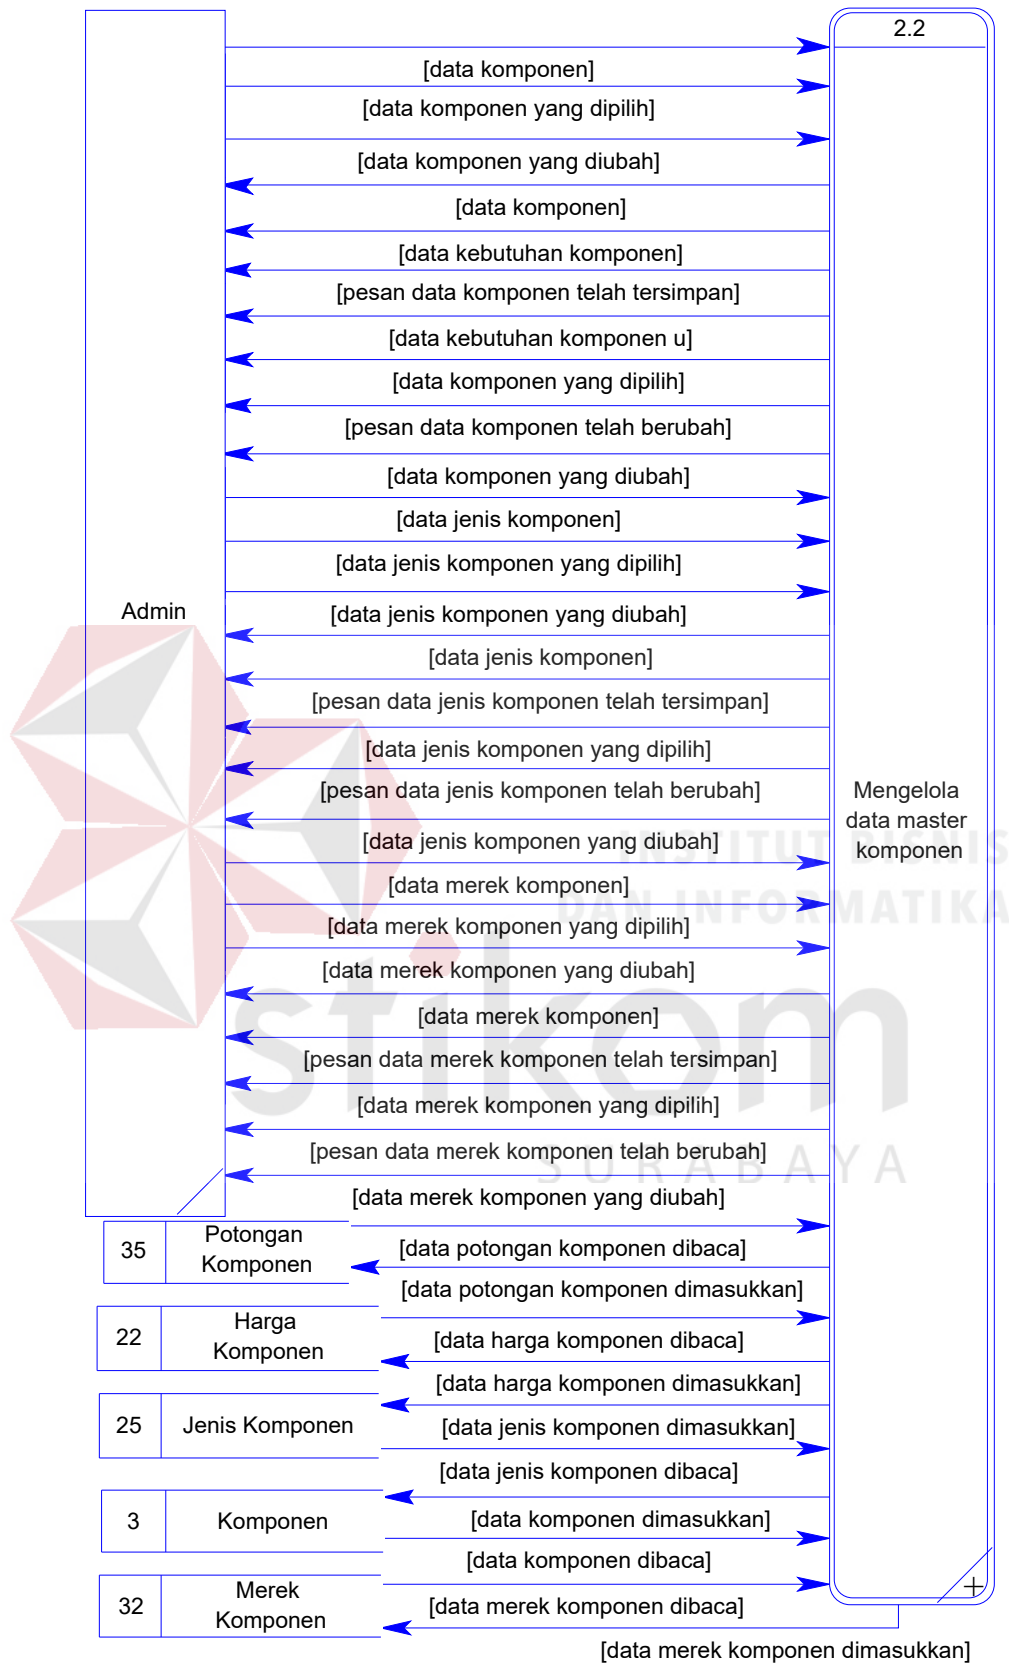 2.2
[data komponen]
[data komponen yang dipilih]
[data komponen yang diubah]
[data komponen]
[data kebutuhan komponen]
[pesan data komponen telah tersimpan]
[data kebutuhan komponen u]
[data komponen yang dipilih]
[pesan data komponen telah berubah]
[data komponen yang diubah]
[data jenis komponen]
[data jenis komponen yang dipilih]
Admin
[data jenis komponen yang diubah]
[data jenis komponen]
[pesan data jenis komponen telah tersimpan]
[data jenis komponen yang dipilih]
[pesan data jenis komponen telah berubah]
Mengelola
data master
komponen
[data jenis komponen yang diubah]
INSTITUT BISNIS
[data merek komponen]
DAN INFORMATIKA
[data merek komponen yang dipilih]
[data merek komponen yang diubah]
stikom
[data merek komponen]
[pesan data merek komponen telah tersimpan]
[data merek komponen yang dipilih]
[pesan data merek komponen telah berubah]
SURABAYA
[data merek komponen yang diubah]
35
Potongan
Komponen
[data potongan komponen dibaca]
[data potongan komponen dimasukkan]
22
Harga
Komponen
[data harga komponen dibaca]
[data harga komponen dimasukkan]
25
Jenis Komponen
[data jenis komponen dimasukkan]
[data jenis komponen dibaca]
3
Komponen
[data komponen dimasukkan]
[data komponen dibaca]
32
Merek
Komponen
[data merek komponen dibaca]
[data merek komponen dimasukkan]